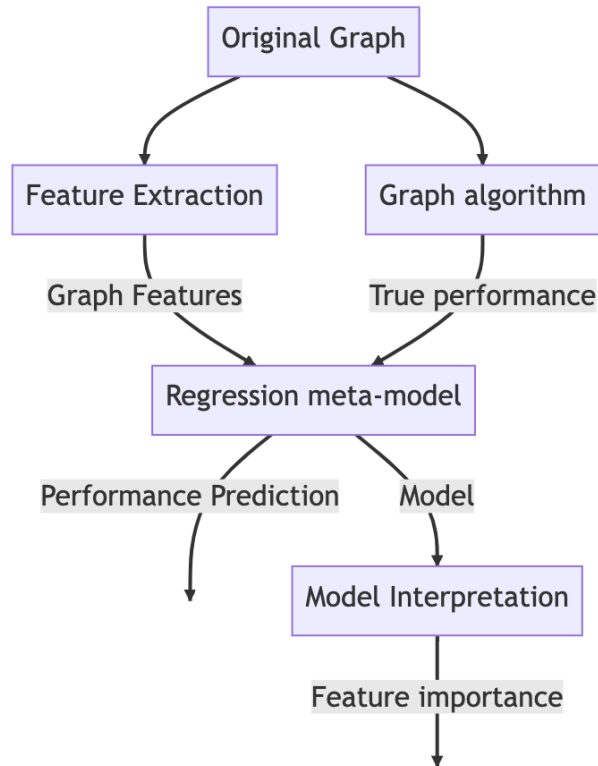 Original Graph
Feature Extraction
Graph algorithm
Graph Features
True performance
Regression meta-model
Performance Prediction
Model
Model Interpretation
Feature importance